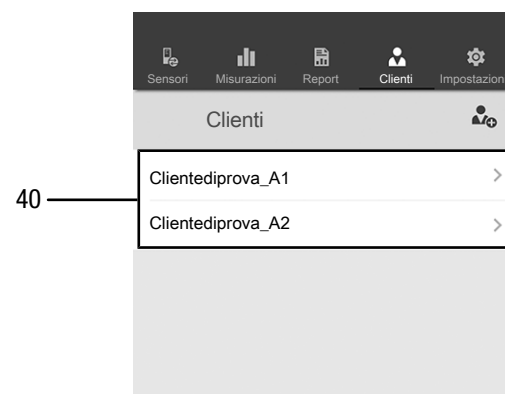 Sensori Misurazioni Report Clienti Impostazion
Clienti
Clientediprova_A1
40
Clientediprova_A2